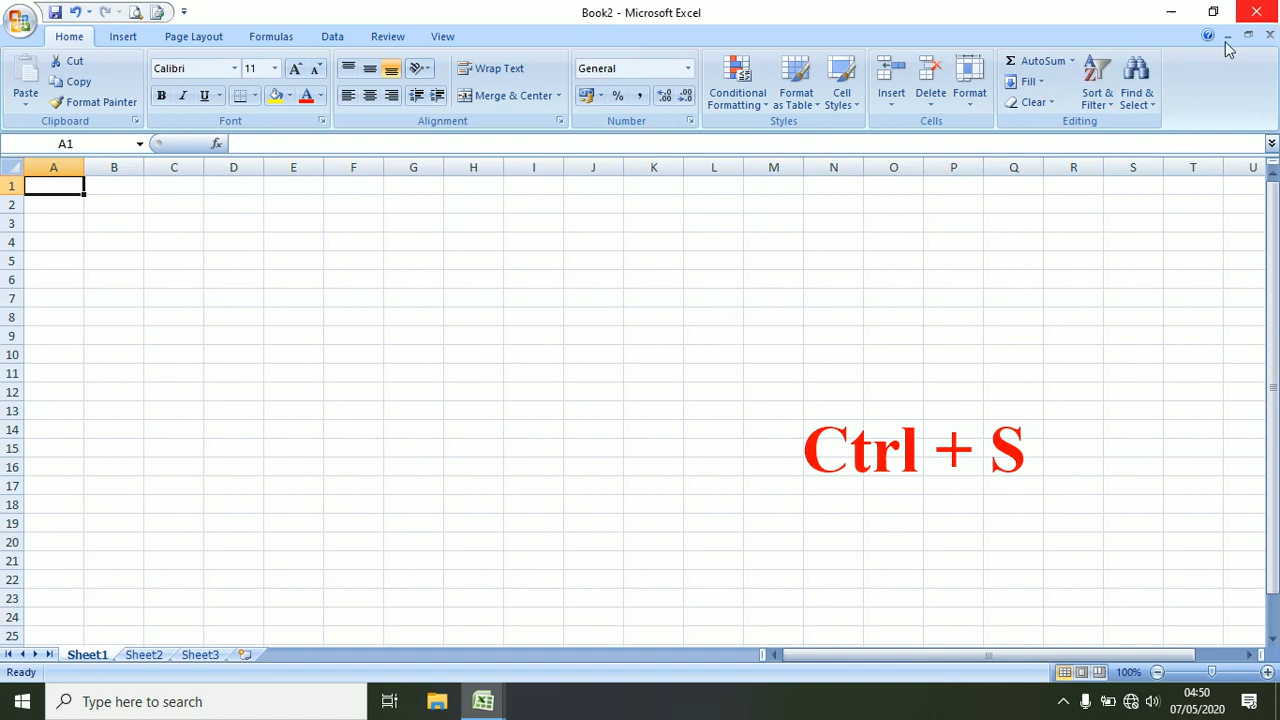 Book2 - Microsoft Excel
Home Insert Page Layout Formulas Data Review View
Paste
Cut
Copy
Format Painter
Clipboard
Calibri 11
B I U
Font
Wrap Text
Merge & Center
Alignment
General
% ,
Number
Conditional Formatting
Format as Table
Cell Styles
Styles
Insert Delete Format
Cells
Σ AutoSum
Fill
Clear
Sort & Filter
Find & Select
Editing
A1 fx
A B C D E F G H I J K L M N O P Q R S T U
1
2
3
4
5
6
7
8
9
10
11
12
13
14
Ctrl + S
15
16
17
18
19
20
21
22
23
24
25
Sheet1 Sheet2 Sheet3
Ready 100%
Type here to search
04:50
07/05/2020